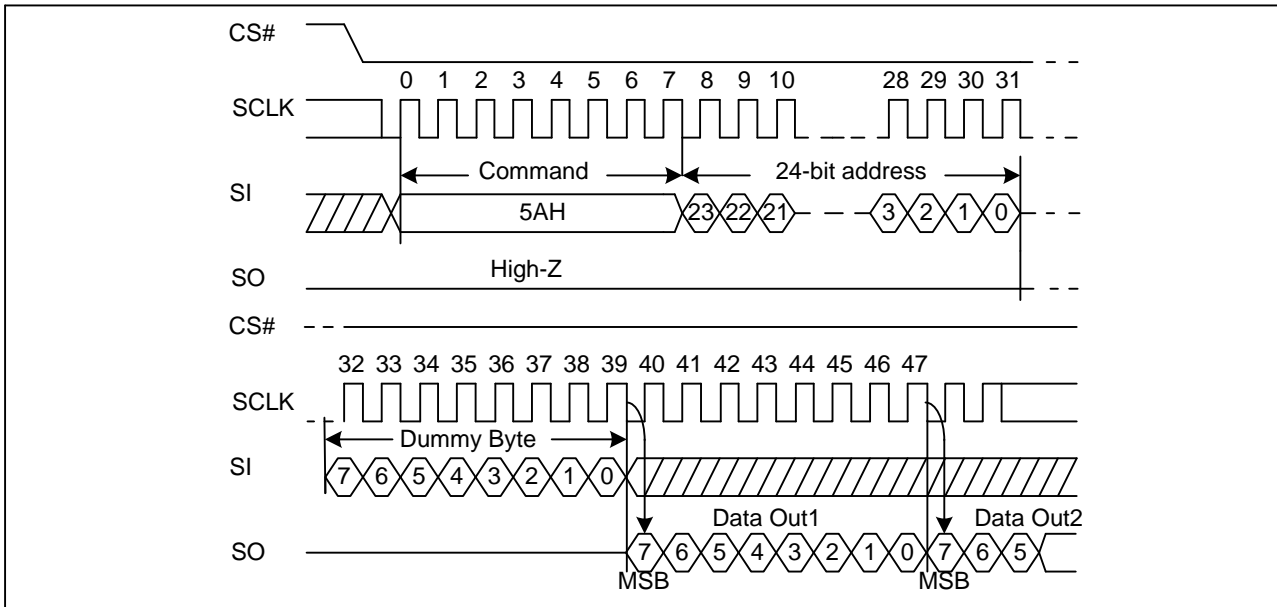 CS#
0 1 2 3 4 5 6 7 8 9 10 28 29 30 31
SCLK
Command 24-bit address
SI
5AH 23 22 21 3 2 1 0
High-Z
SO
CS#
32 33 34 35 36 37 38 39 40 41 42 43 44 45 46 47
SCLK
Dummy Byte
SI
7 6 5 4 3 2 1 0
Data Out1 Data Out2
SO
7 6 5 4 3 2 1 0 7 6 5
MSB MSB